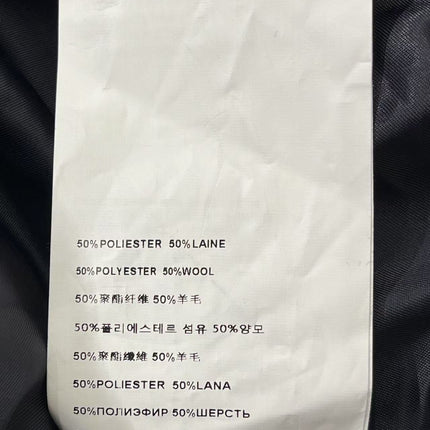 50%POLIESTER 50%LAINE
50%POLYESTER 50%WOOL
50%聚酯纤维 50%羊毛
50%폴리에스테르 섬유 50%양모
50%聚酯纖維 50%羊毛
50%POLIESTER 50%LANA
50%ПОЛИЭФИР 50%ШЕРСТЬ